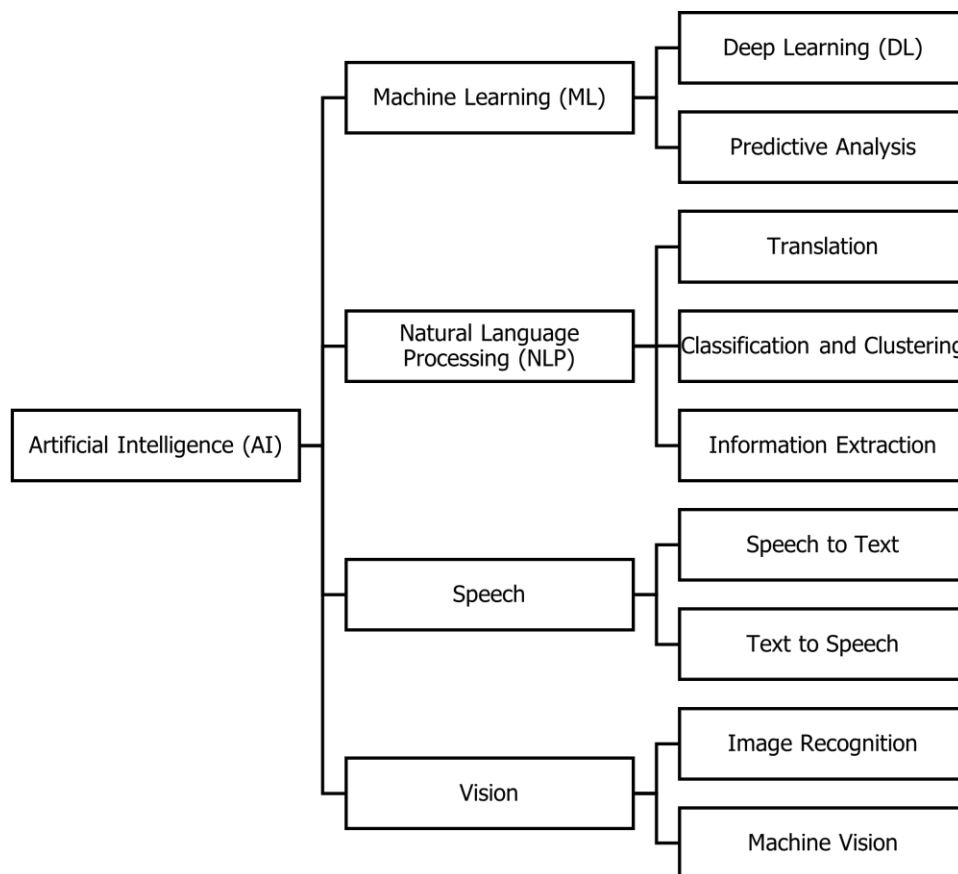 Deep Learning (DL)
Machine Learning (ML)
Predictive Analysis
Translation
Natural Language
Processing (NLP)
Classification and Clustering
Information Extraction
Artificial Intelligence (AI)
Speech to Text
Speech
Text to Speech
Image Recognition
Vision
Machine Vision